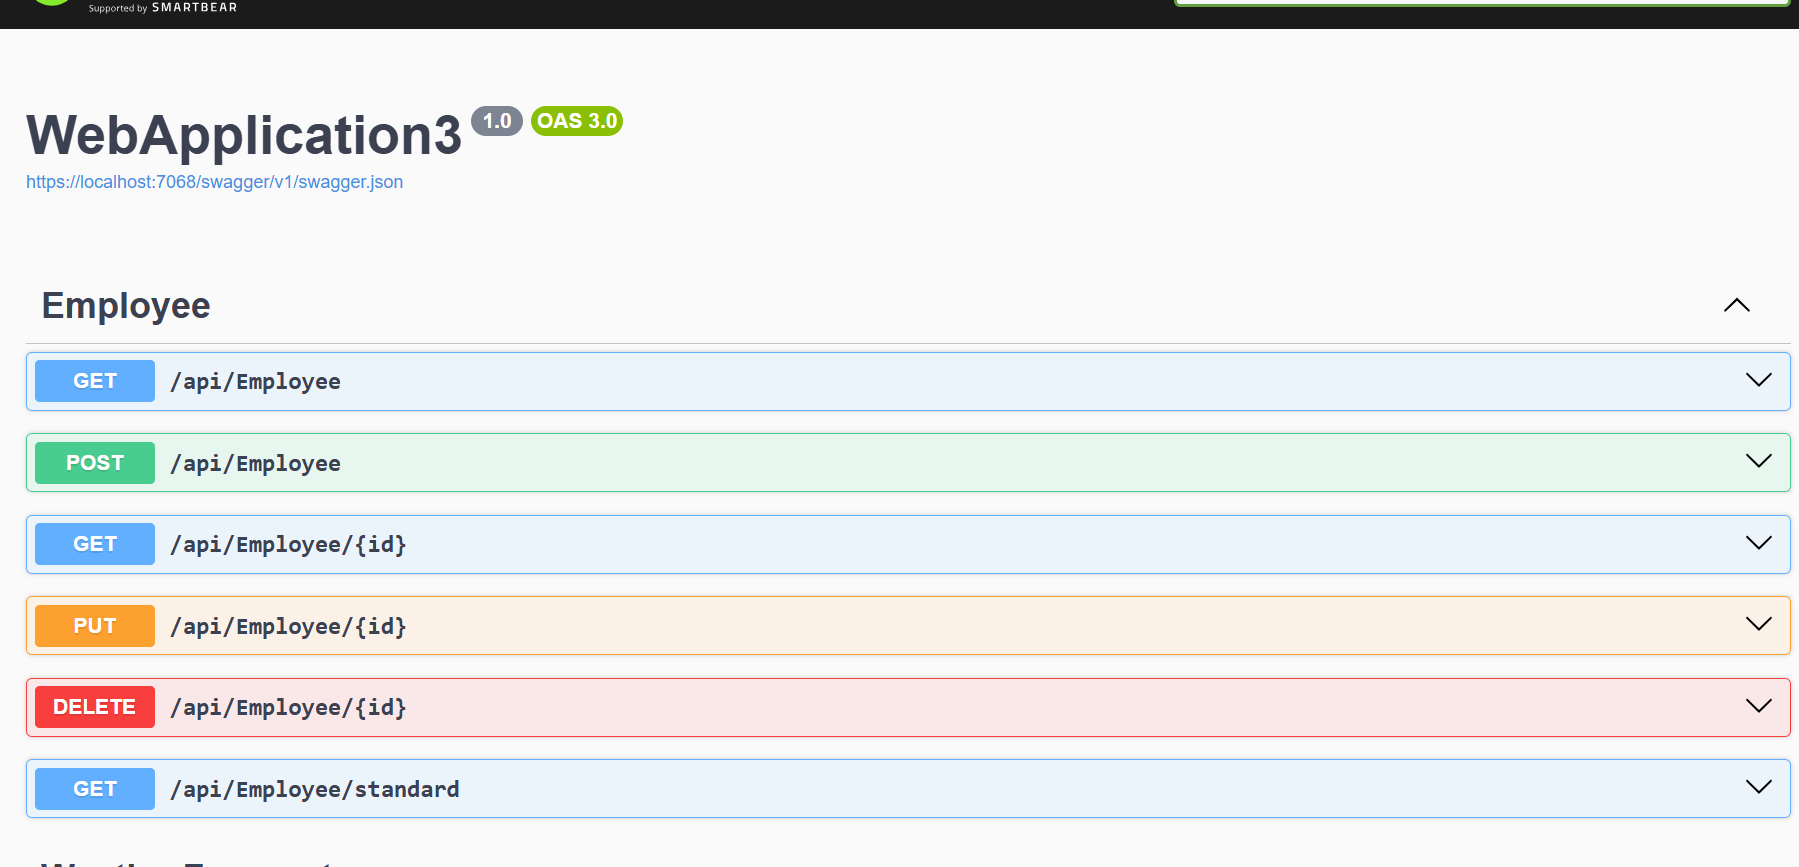 Supported by SMARTBEAR
WebApplication3 1.0 OAS 3.0
https://localhost:7068/swagger/v1/swagger.json
Employee
GET /api/Employee
POST /api/Employee
GET /api/Employee/{id}
PUT /api/Employee/{id}
DELETE /api/Employee/{id}
GET /api/Employee/standard